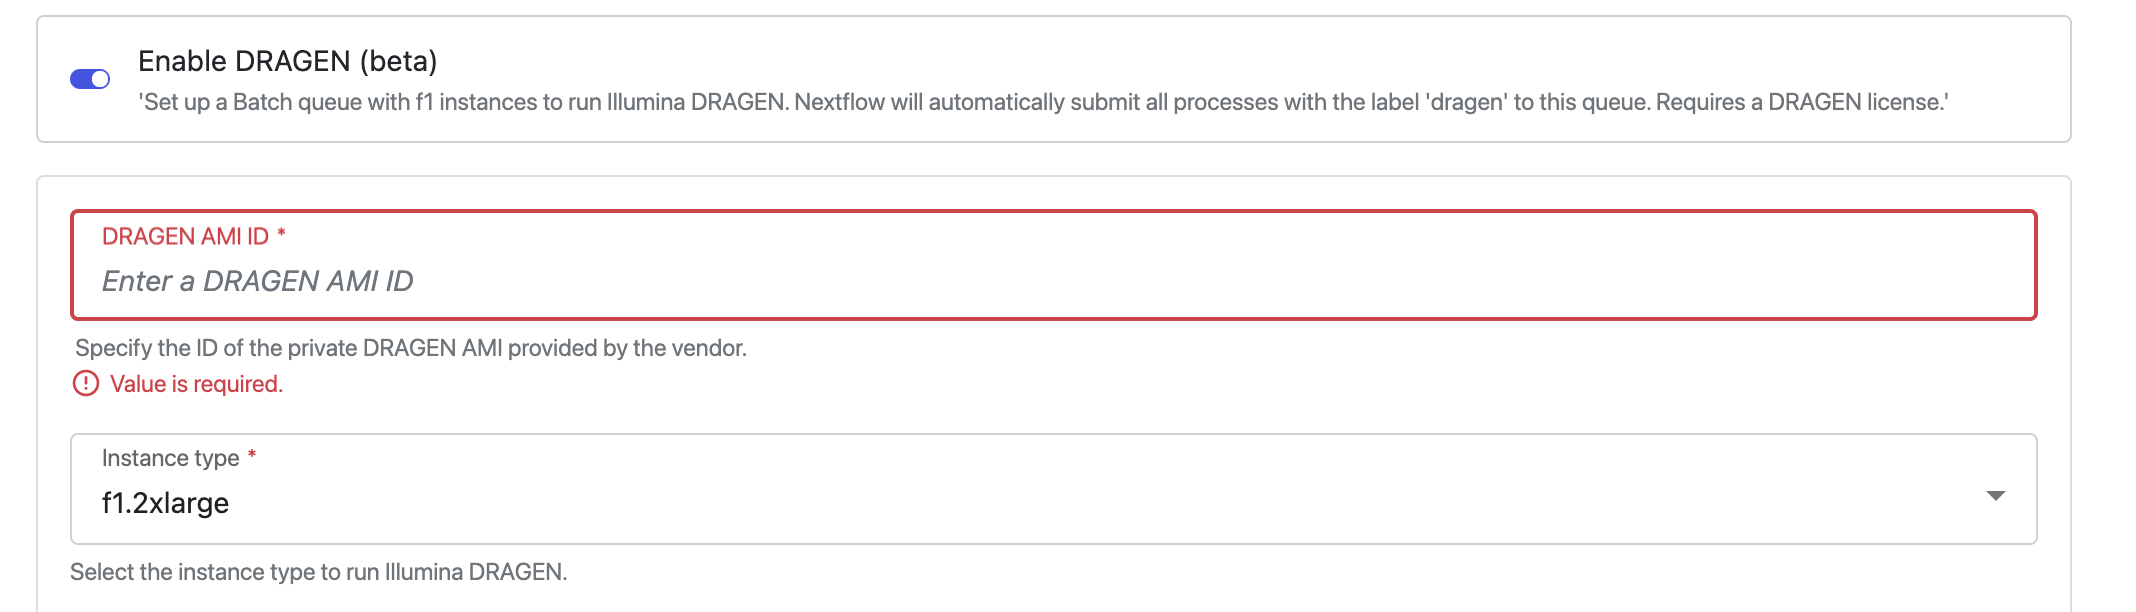 Enable DRAGEN (beta)
'Set up a Batch queue with f1 instances to run Illumina DRAGEN. Nextflow will automatically submit all processes with the label 'dragen' to this queue. Requires a DRAGEN license.'
DRAGEN AMI ID *
Enter a DRAGEN AMI ID
Specify the ID of the private DRAGEN AMI provided by the vendor.
Value is required.
Instance type *
f1.2xlarge
Select the instance type to run Illumina DRAGEN.